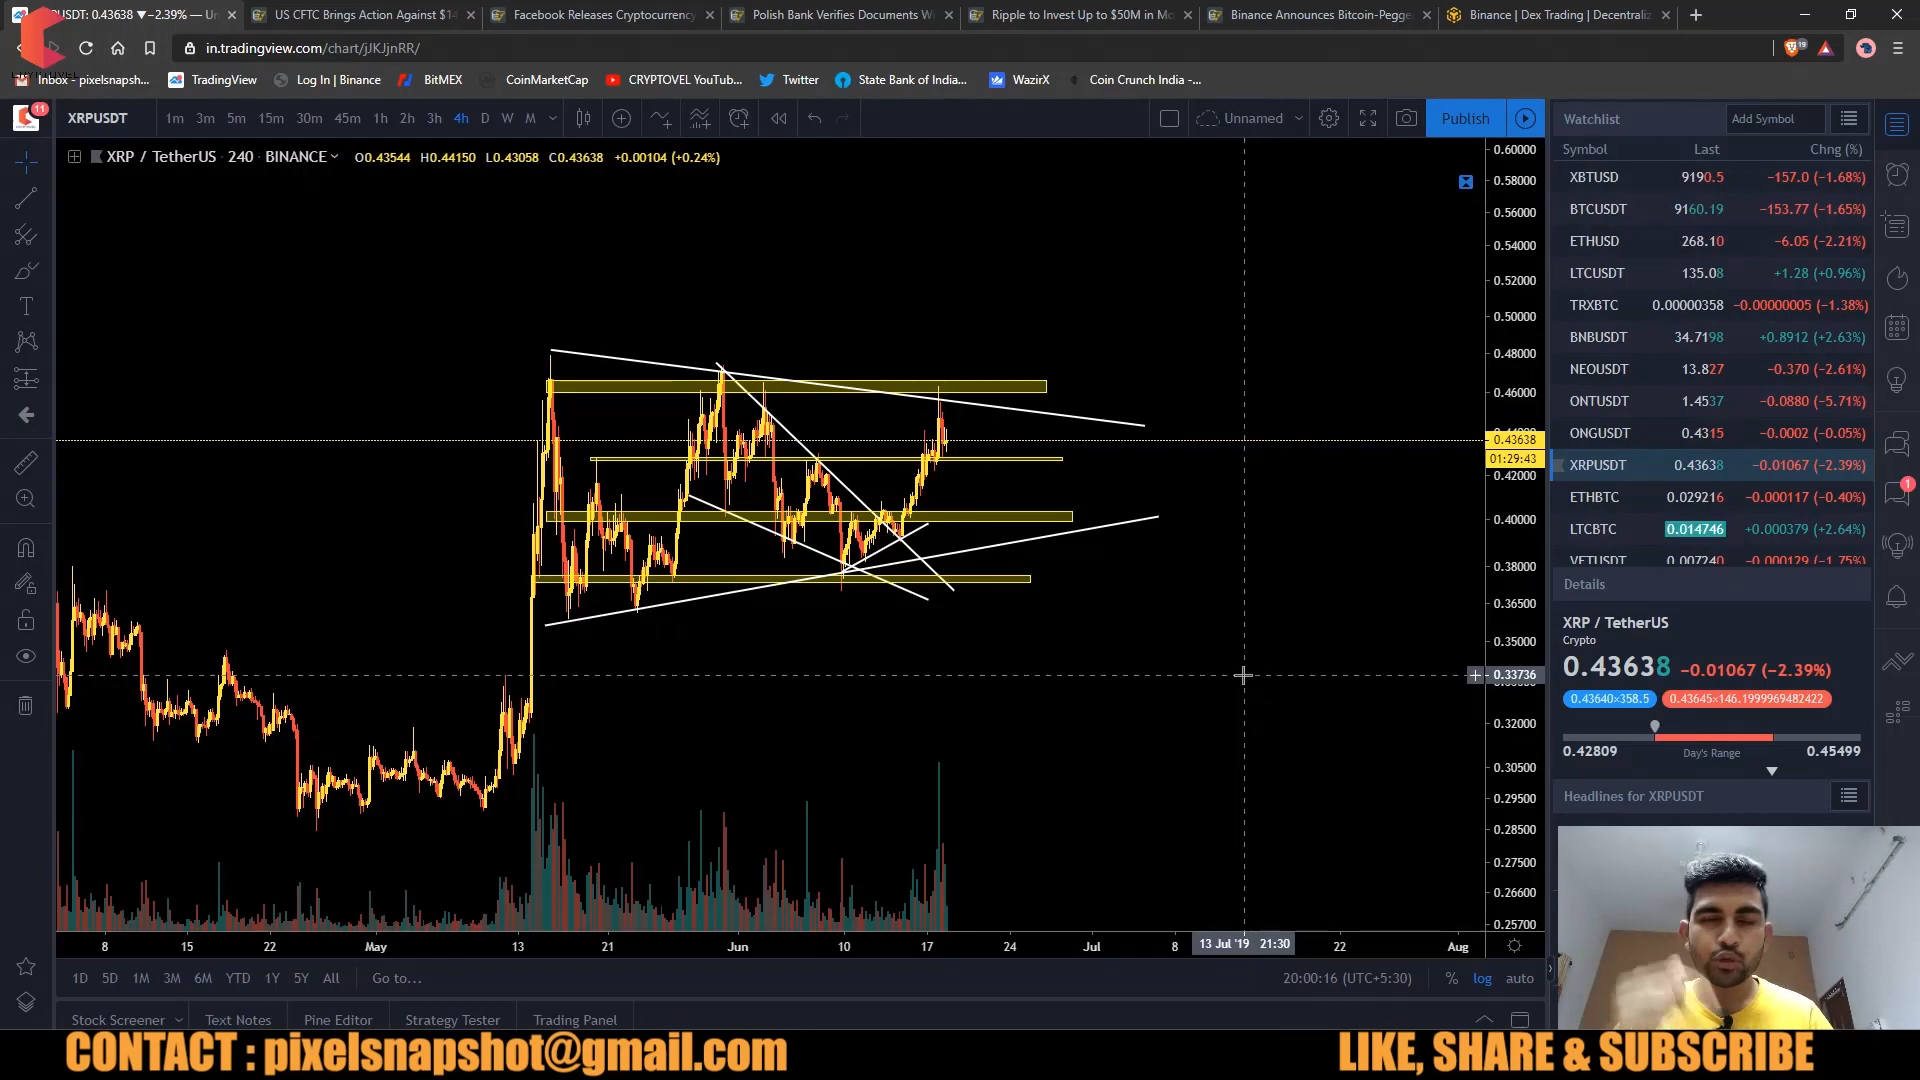 USDT: 0.43638 ▼−2.39% — Un
US CFTC Brings Action Against $1
Facebook Releases Cryptocurrency
Polish Bank Verifies Documents W
Ripple to Invest Up to $50M in Mo
Binance Announces Bitcoin-Pegge
Binance | Dex Trading | Decentraliz
in.tradingview.com/chart/jJKJjnRR/
19
Inbox - pixelsnapsh...
TradingView
Log In | Binance
BitMEX
CoinMarketCap
CRYPTOVEL YouTub...
Twitter
State Bank of India...
WazirX
Coin Crunch India -...
11
XRPUSDT 1m 3m 5m 15m 30m 45m 1h 2h 3h 4h D W M
Unnamed
Publish
XRP / TetherUS 240 BINANCE O0.43544 H0.44150 L0.43058 C0.43638 +0.00104 (+0.24%)
0.60000
0.58000
0.56000
0.54000
0.52000
0.50000
0.48000
0.46000
0.43638
01:29:43
0.42000
0.40000
0.38000
0.36500
0.35000
0.33736
0.32000
0.30500
0.29500
0.28500
0.27500
0.26600
0.25700
8 15 22 May 13 21 Jun 10 17 24 Jul 8 13 Jul '19 21:30 22 Aug
1D 5D 1M 3M 6M YTD 1Y 5Y All Go to...
20:00:16 (UTC+5:30) % log auto
Stock Screener Text Notes Pine Editor Strategy Tester Trading Panel
Watchlist
Add Symbol
Symbol Last Chng (%)
XBTUSD 9190.5 −157.0 (−1.68%)
BTCUSDT 9160.19 −153.77 (−1.65%)
ETHUSD 268.10 −6.05 (−2.21%)
LTCUSDT 135.08 +1.28 (+0.96%)
TRXBTC 0.00000358 −0.00000005 (−1.38%)
BNBUSDT 34.7198 +0.8912 (+2.63%)
NEOUSDT 13.827 −0.370 (−2.61%)
ONTUSDT 1.4537 −0.0880 (−5.71%)
ONGUSDT 0.4315 −0.0002 (−0.05%)
XRPUSDT 0.43638 −0.01067 (−2.39%)
ETHBTC 0.029216 −0.000117 (−0.40%)
LTCBTC 0.014746 +0.000379 (+2.64%)
VETUSDT 0.007240 −0.000129 (−1.75%)
1
Details
XRP / TetherUS
Crypto
0.43638 −0.01067 (−2.39%)
0.43640×358.5 0.43645×146.1999969482422
0.42809 Day's Range 0.45499
Headlines for XRPUSDT
CONTACT : pixelsnapshot@gmail.com
LIKE, SHARE & SUBSCRIBE